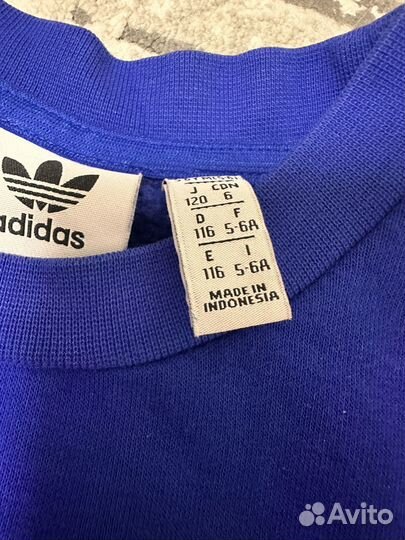 adidas
J CDN
120 6
D F
116 5-6A
E I
116 5-6A
MADE IN
INDONESIA
Avito